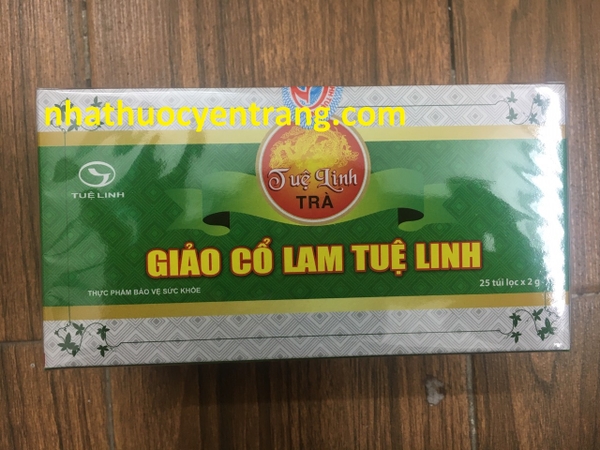 nhathuocyentrang.com
TUỆ LINH
Tuệ Linh
TRÀ
GIẢO CỔ LAM TUỆ LINH
THỰC PHẨM BẢO VỆ SỨC KHỎE
25 túi lọc x 2 g